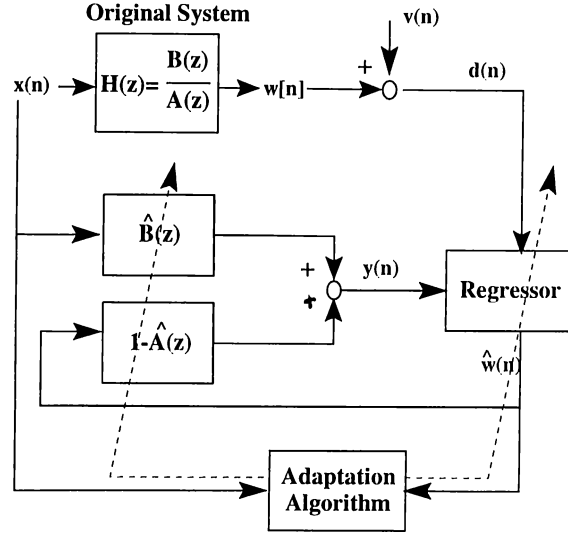 Original System
v(n)
x(n)
H(z)= B(z) / A(z)
w[n]
+
d(n)
B̂(z)
+
y(n)
+
Regressor
1-Â(z)
ŵ(n)
Adaptation
Algorithm